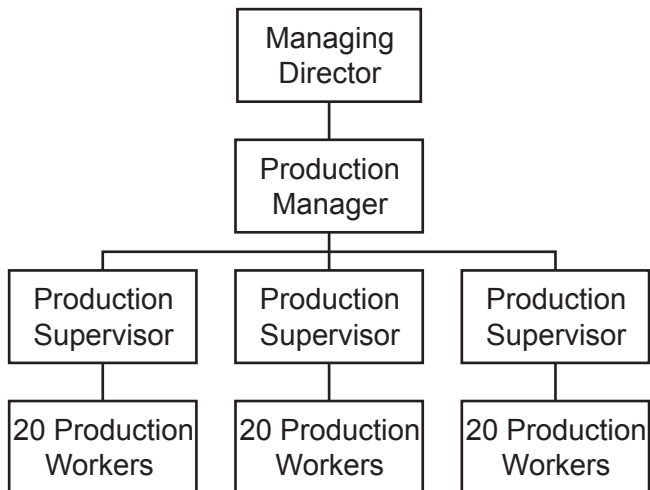 Managing
Director
Production
Manager
Production
Supervisor
Production
Supervisor
Production
Supervisor
20 Production
Workers
20 Production
Workers
20 Production
Workers